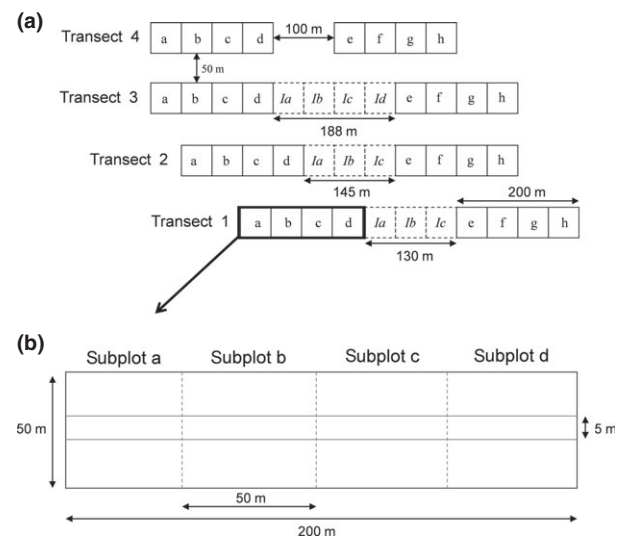 (a)
Transect 4 a b c d 100 m e f g h
50 m
Transect 3 a b c d Ia Ib Ic Id e f g h
188 m
Transect 2 a b c d Ia Ib Ic e f g h
145 m
200 m
Transect 1 a b c d Ia Ib Ic e f g h
130 m
(b)
Subplot a Subplot b Subplot c Subplot d
50 m 5 m
50 m
200 m